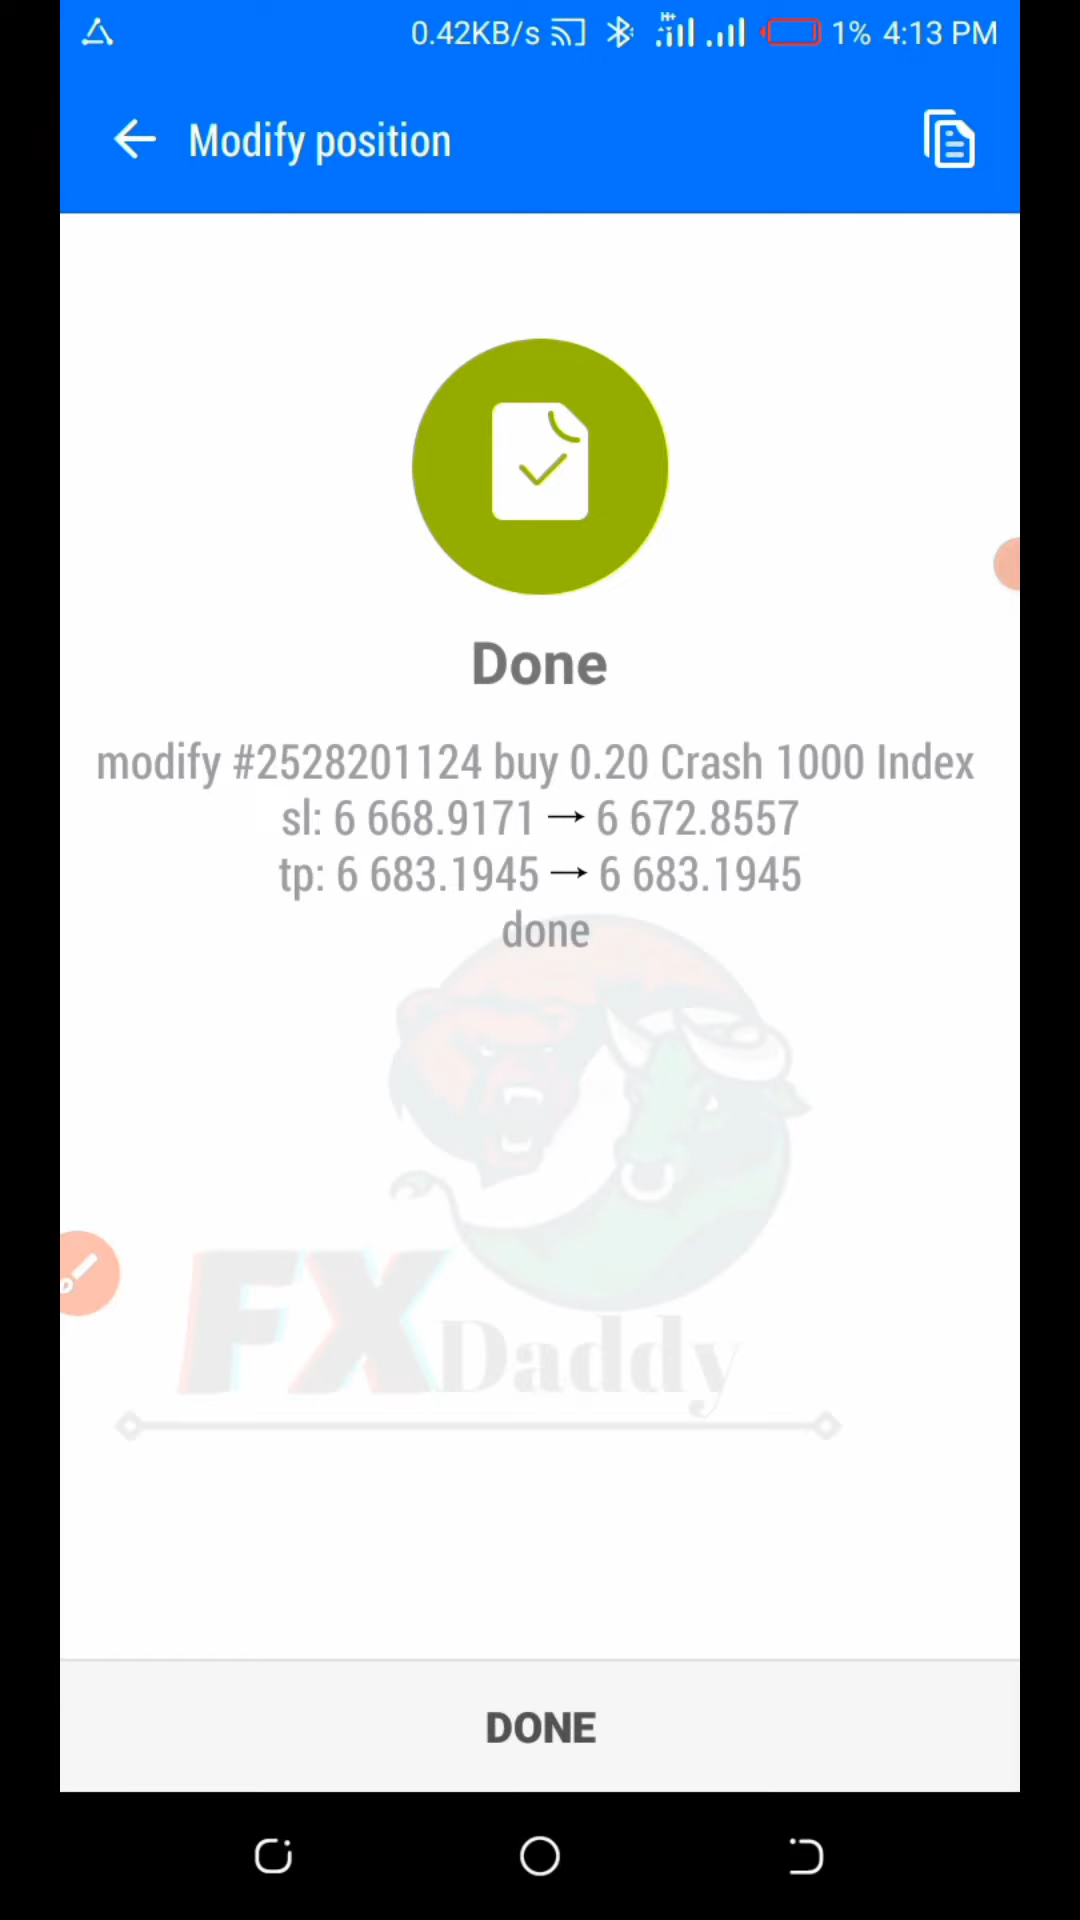 0.42KB/s H+ 1% 4:13 PM
Modify position
Done
modify #2528201124 buy 0.20 Crash 1000 Index
sl: 6 668.9171 → 6 672.8557
tp: 6 683.1945 → 6 683.1945
done
FX Daddy
DONE